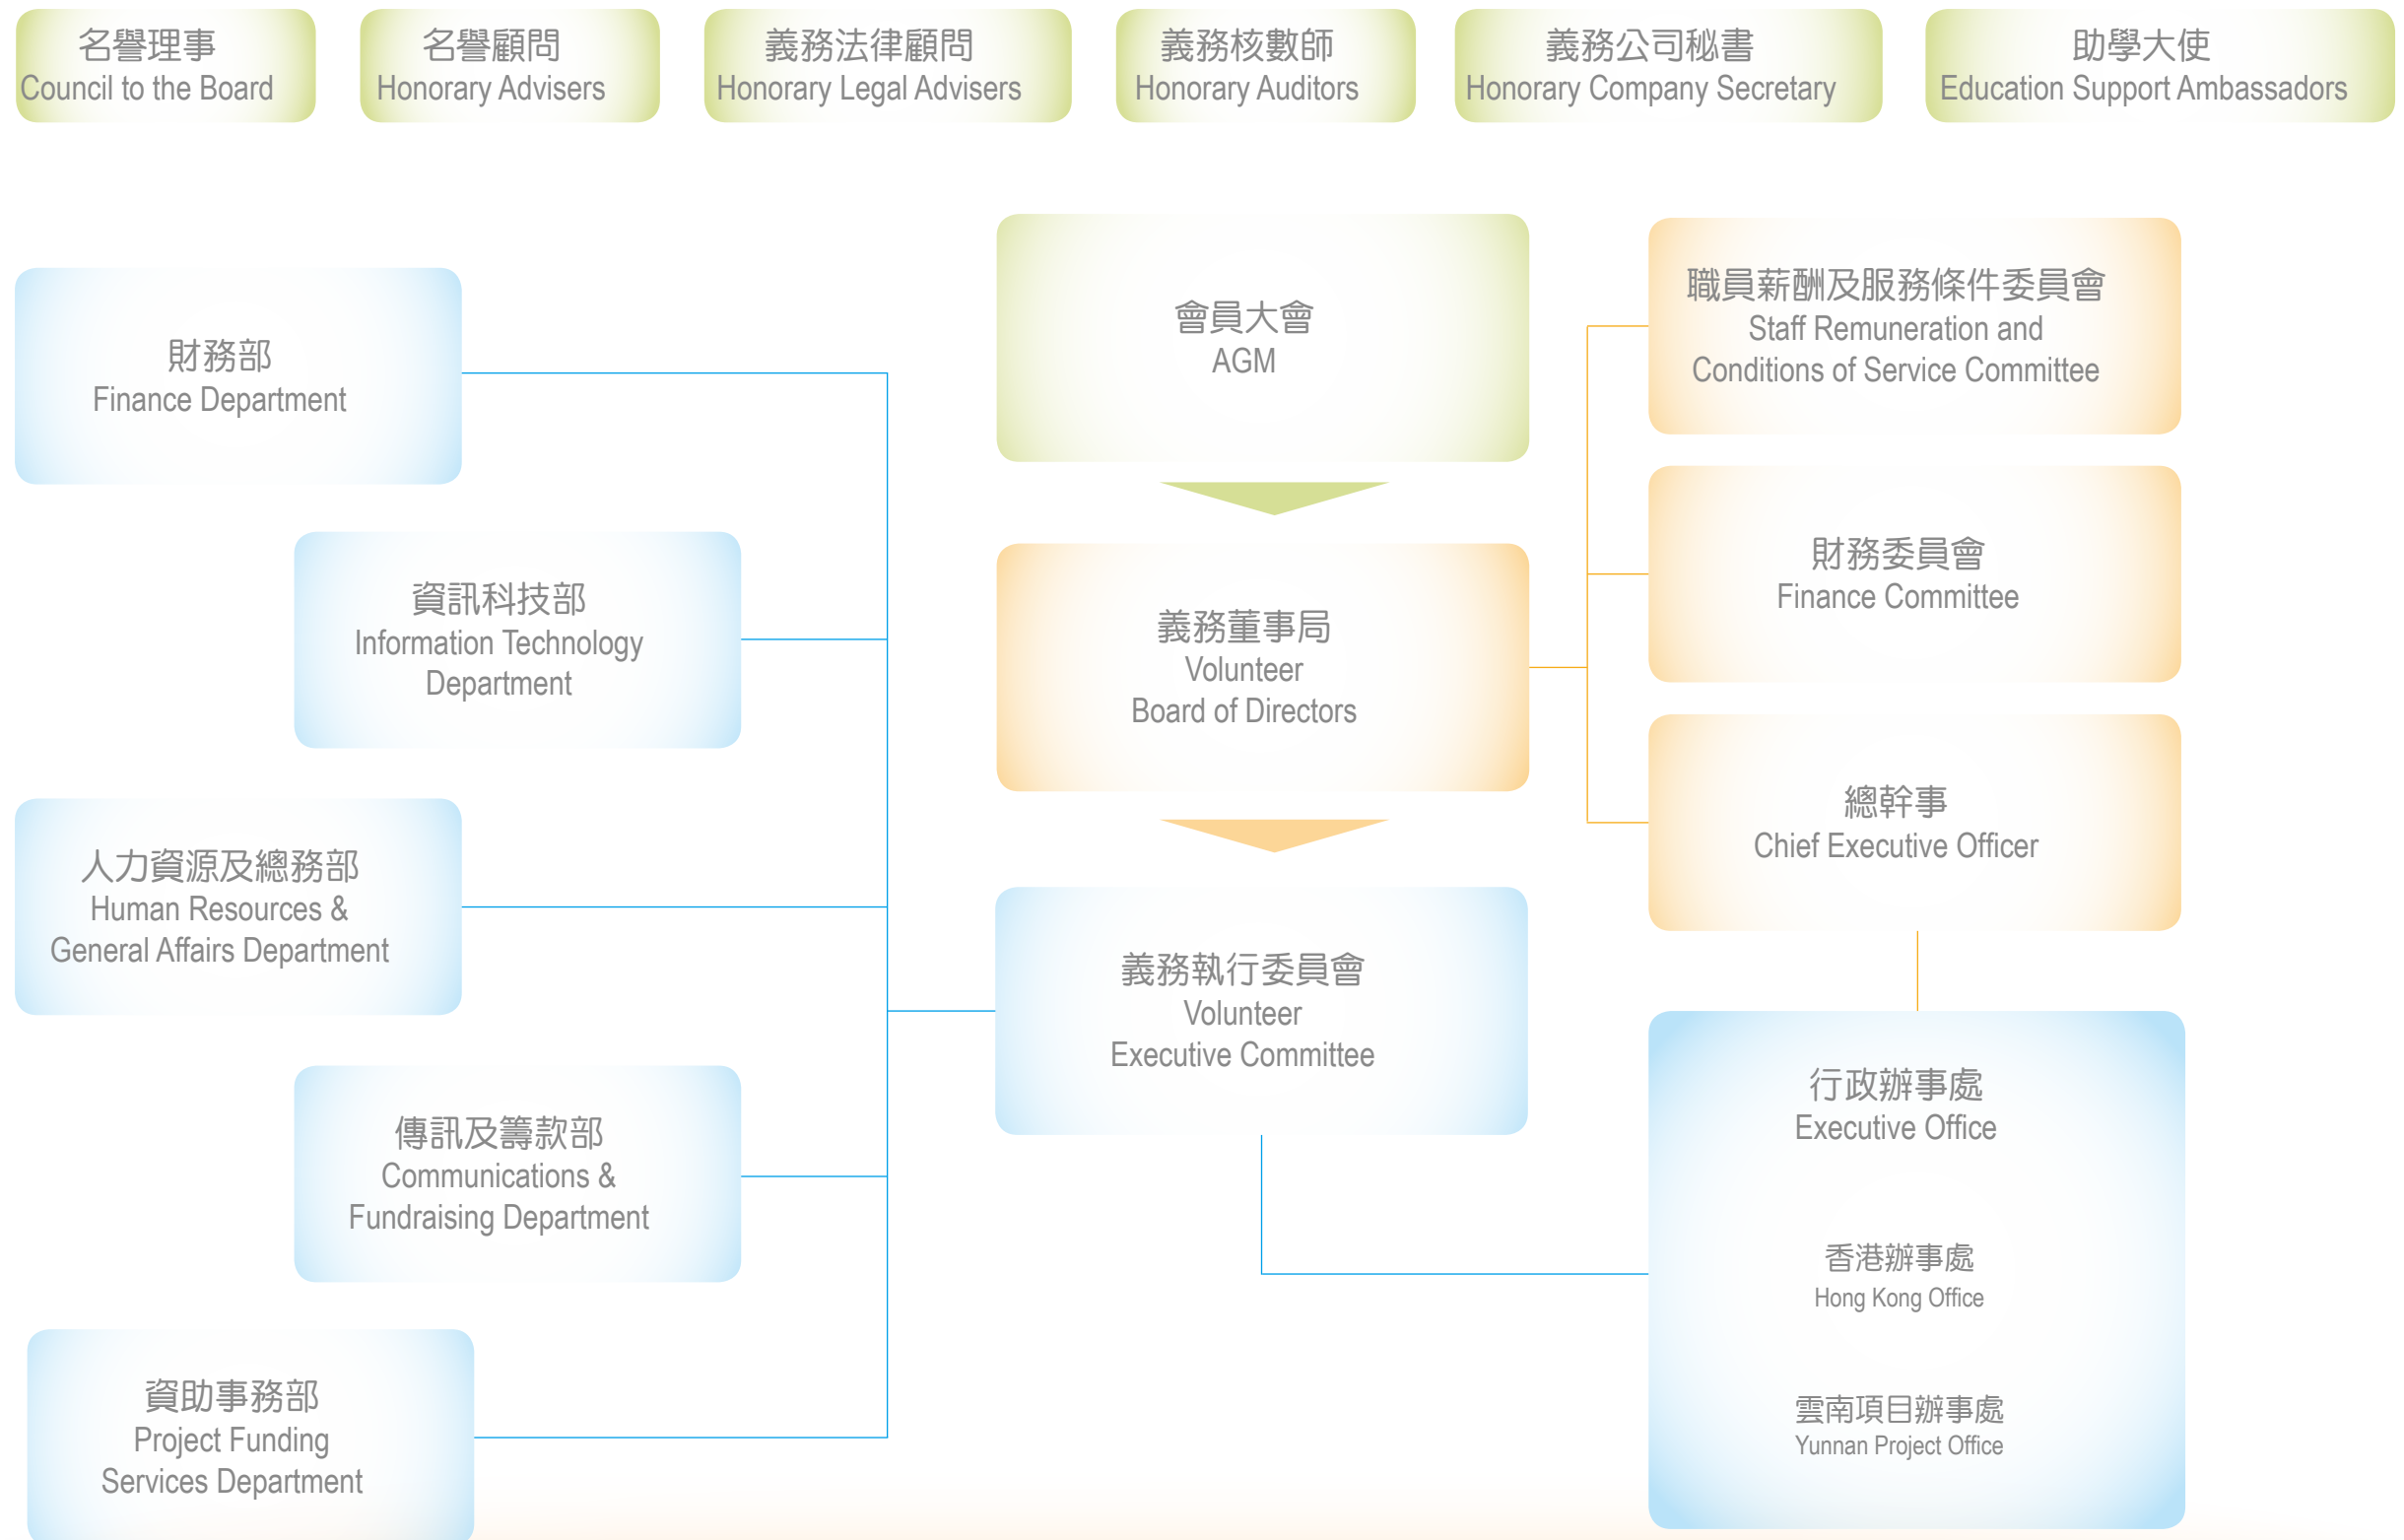 名譽理事
Council to the Board
名譽顧問
Honorary Advisers
義務法律顧問
Honorary Legal Advisers
義務核數師
Honorary Auditors
義務公司秘書
Honorary Company Secretary
助學大使
Education Support Ambassadors
財務部
Finance Department
資訊科技部
Information Technology
Department
人力資源及總務部
Human Resources &
General Affairs Department
傳訊及籌款部
Communications &
Fundraising Department
資助事務部
Project Funding
Services Department
會員大會
AGM
義務董事局
Volunteer
Board of Directors
義務執行委員會
Volunteer
Executive Committee
職員薪酬及服務條件委員會
Staff Remuneration and
Conditions of Service Committee
財務委員會
Finance Committee
總幹事
Chief Executive Officer
行政辦事處
Executive Office
香港辦事處
Hong Kong Office
雲南項目辦事處
Yunnan Project Office